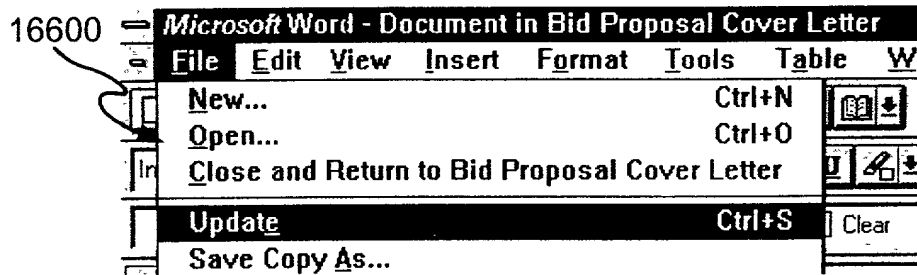 16600
Microsoft Word - Document in Bid Proposal Cover Letter
File Edit View Insert Format Tools Table W
New... Ctrl+N
Open... Ctrl+O
Close and Return to Bid Proposal Cover Letter
Update Ctrl+S
Clear
Save Copy As...